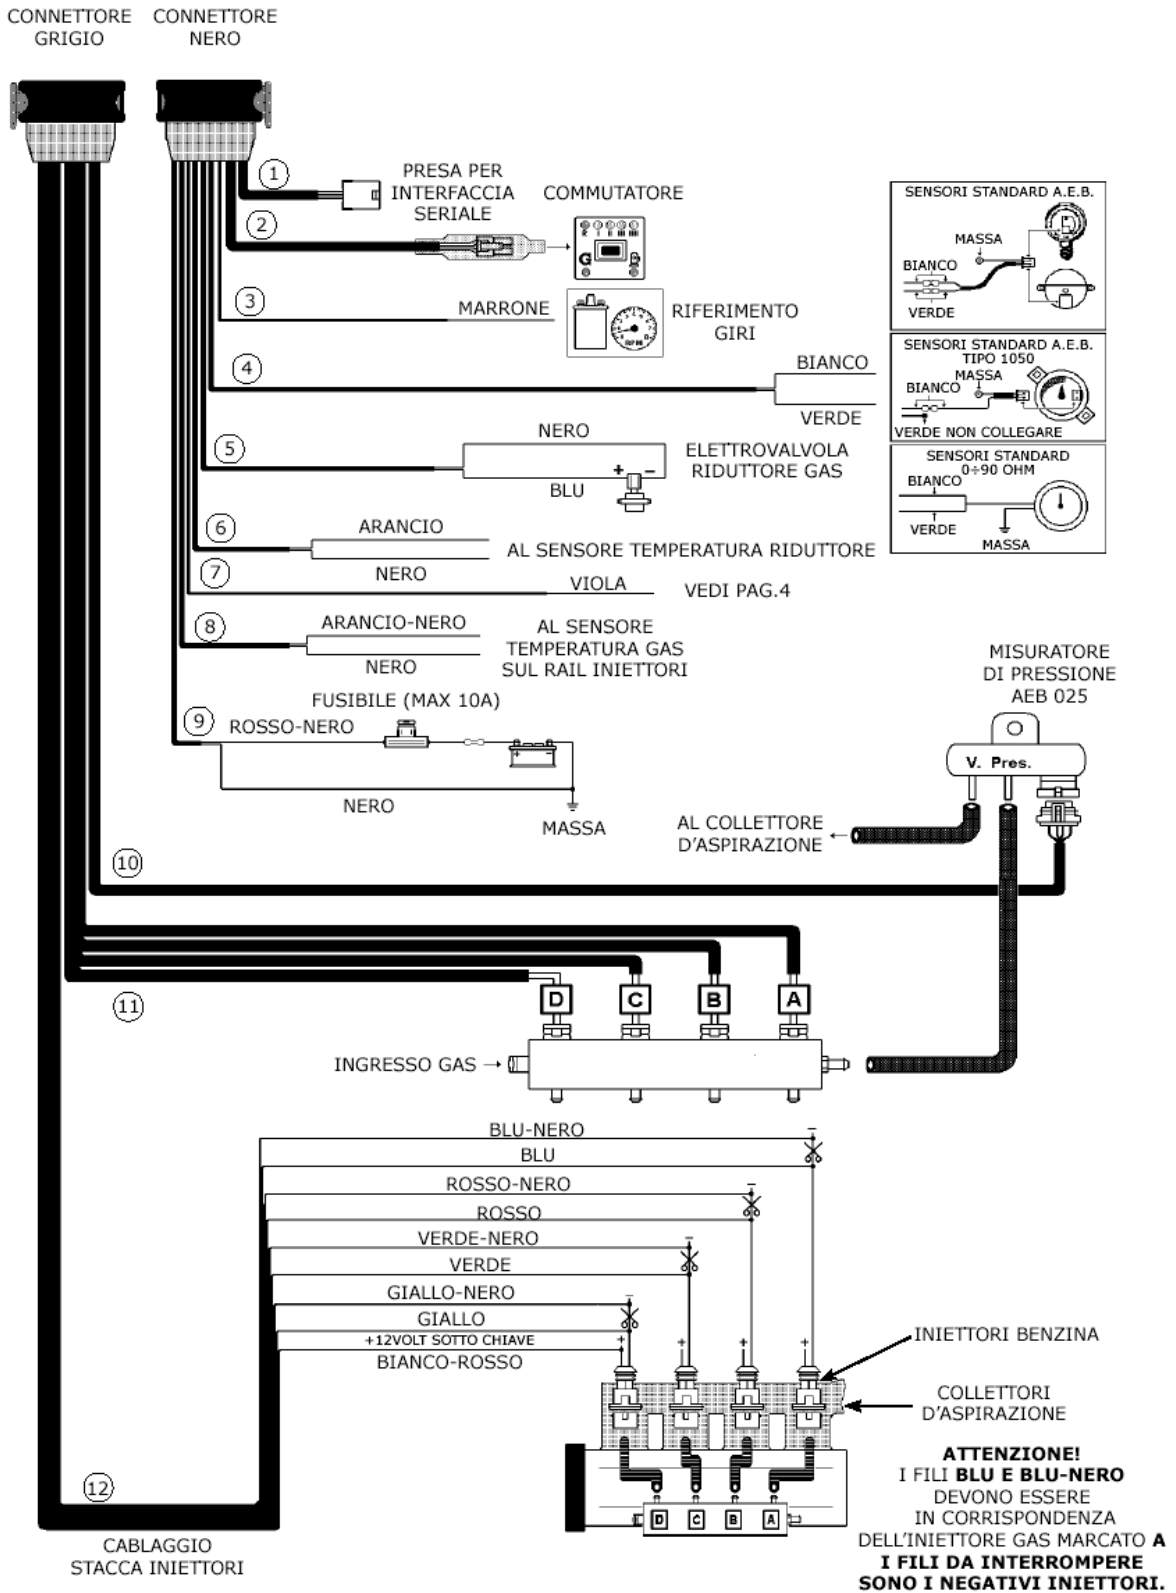 CONNETTORE
GRIGIO
CONNETTORE
NERO
1
PRESA PER
INTERFACCIA
SERIALE
2
COMMUTATORE
R I II III IIII
G B
3
MARRONE
RPM
RIFERIMENTO
GIRI
4
BIANCO
VERDE
SENSORI STANDARD A.E.B.
MASSA
BIANCO
VERDE
SENSORI STANDARD A.E.B.
TIPO 1050
MASSA
BIANCO
VERDE NON COLLEGARE
SENSORI STANDARD
0÷90 OHM
BIANCO
VERDE
MASSA
5
NERO
+ −
BLU
ELETTROVALVOLA
RIDUTTORE GAS
6
ARANCIO
NERO
AL SENSORE TEMPERATURA RIDUTTORE
7
VIOLA
VEDI PAG.4
8
ARANCIO-NERO
NERO
AL SENSORE
TEMPERATURA GAS
SUL RAIL INIETTORI
9
ROSSO-NERO
FUSIBILE (MAX 10A)
+ −
NERO
MASSA
MISURATORE
DI PRESSIONE
AEB 025
V. Pres.
AL COLLETTORE
D'ASPIRAZIONE
10
11
D C B A
INGRESSO GAS
BLU-NERO
−
BLU
ROSSO-NERO
−
ROSSO
VERDE-NERO
−
VERDE
GIALLO-NERO
−
GIALLO
+12VOLT SOTTO CHIAVE
+ + + +
BIANCO-ROSSO
INIETTORI BENZINA
COLLETTORI
D'ASPIRAZIONE
D C B A
12
CABLAGGIO
STACCA INIETTORI
ATTENZIONE!
I FILI BLU E BLU-NERO
DEVONO ESSERE
IN CORRISPONDENZA
DELL'INIETTORE GAS MARCATO A
I FILI DA INTERROMPERE
SONO I NEGATIVI INIETTORI.